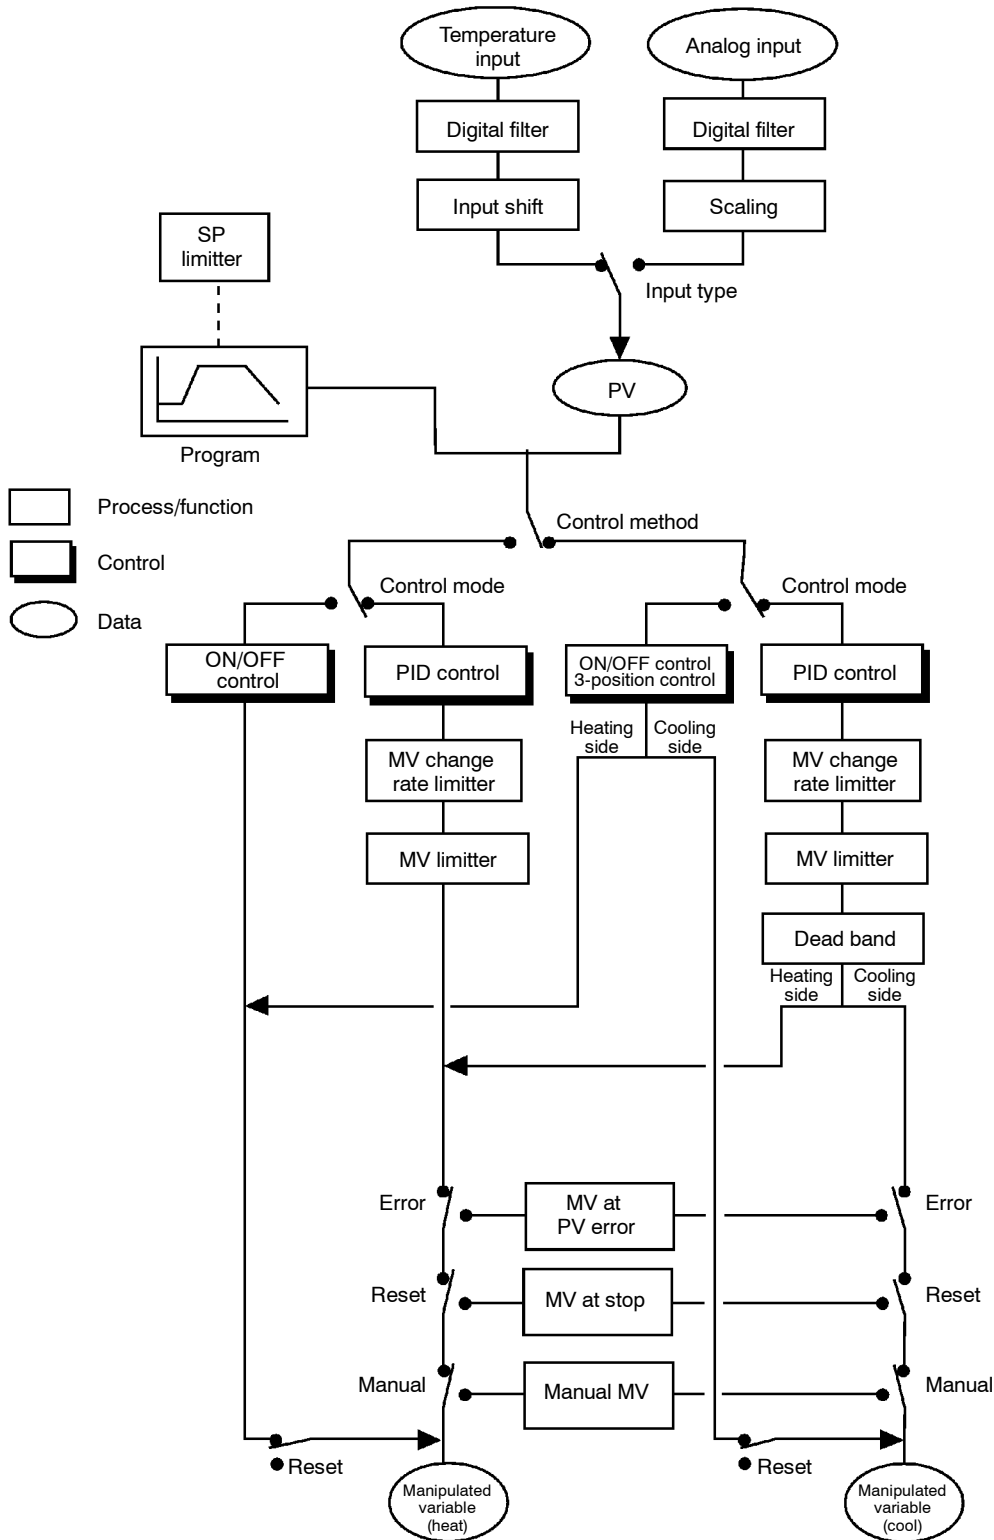 Temperature
input
Analog input
Digital filter
Digital filter
Input shift
Scaling
SP
limitter
Input type
PV
Program
Process/function
Control
Data
Control method
Control mode
Control mode
ON/OFF
control
PID control
ON/OFF control
3-position control
PID control
Heating
side
Cooling
side
MV change
rate limitter
MV change
rate limitter
MV limitter
MV limitter
Dead band
Heating
side
Cooling
side
Error
MV at
PV error
Error
Reset
MV at stop
Reset
Manual
Manual MV
Manual
Reset
Reset
Manipulated
variable
(heat)
Manipulated
variable
(cool)